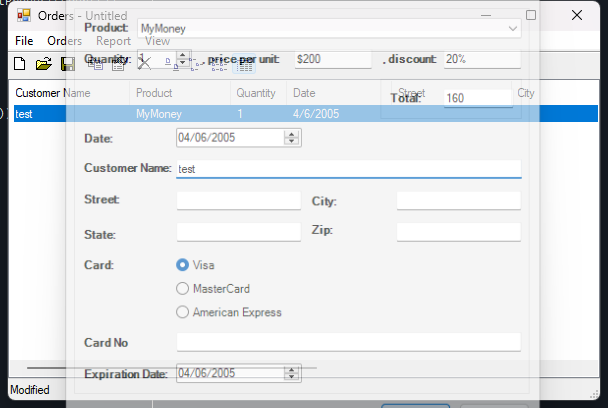 Orders - Untitled
Product: MyMoney
File Orders Report View
Quantity: 1 , price per unit: $200 , discount: 20%
Customer Name Product Quantity Date Street City
Total: 160
test MyMoney 1 4/6/2005
Date: 04/06/2005
Customer Name: test
Street: City:
State: Zip:
Card: Visa
MasterCard
American Express
Card No
Expiration Date: 04/06/2005
Modified